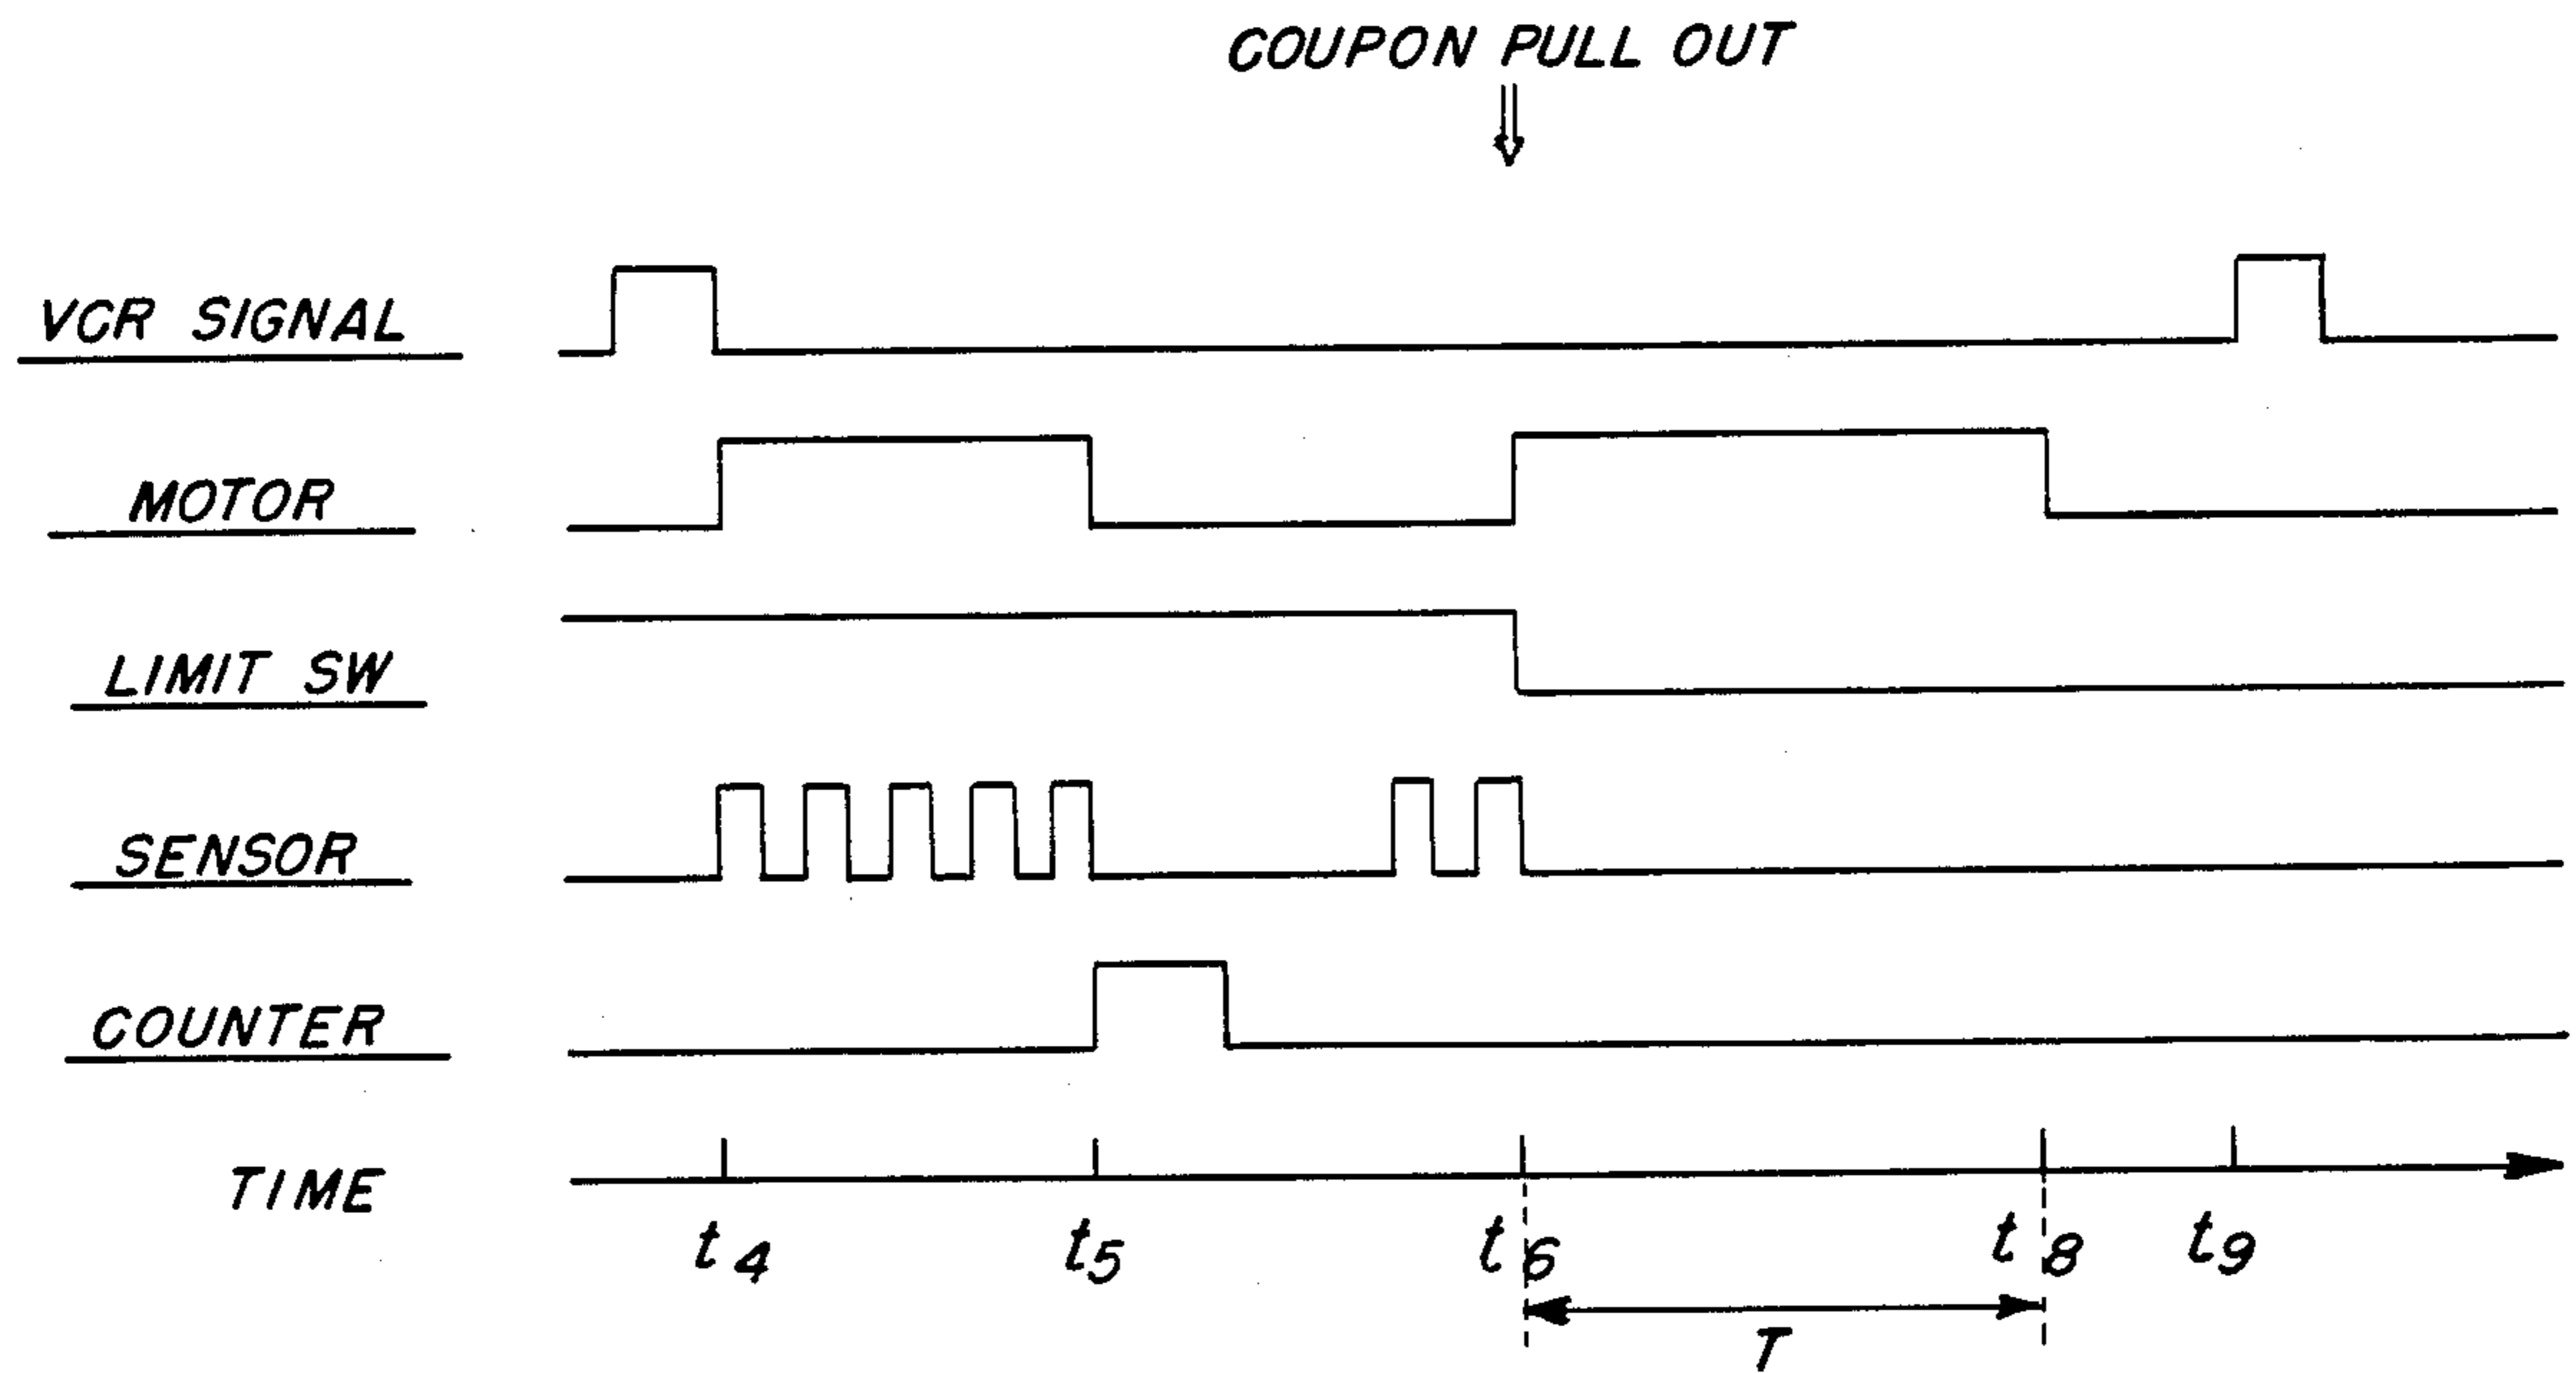 COUPON PULL OUT
VCR SIGNAL
MOTOR
LIMIT SW
SENSOR
COUNTER
TIME
t4 t5 t6 t8 t9
T